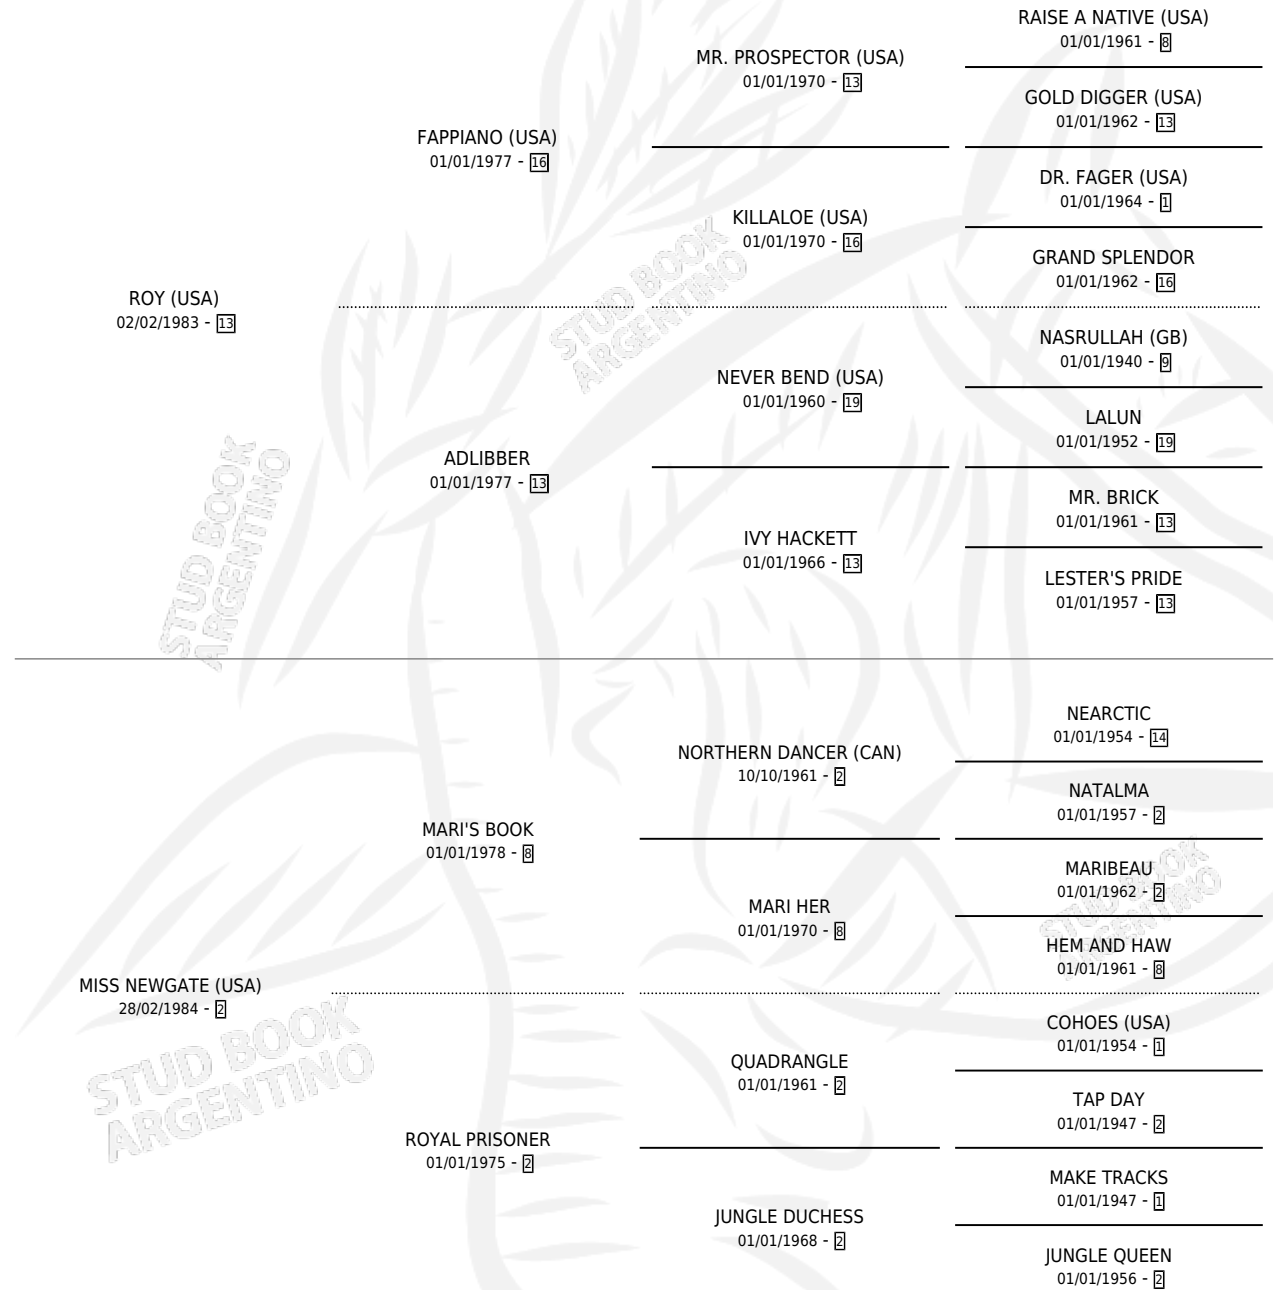 RAISE A NATIVE (USA)
01/01/1961 - 8
MR. PROSPECTOR (USA)
01/01/1970 - 13
GOLD DIGGER (USA)
01/01/1962 - 13
FAPPIANO (USA)
01/01/1977 - 16
DR. FAGER (USA)
01/01/1964 - 1
KILLALOE (USA)
01/01/1970 - 16
GRAND SPLENDOR
01/01/1962 - 16
ROY (USA)
02/02/1983 - 13
STUD BOOK
ARGENTINO
NASRULLAH (GB)
01/01/1940 - 9
NEVER BEND (USA)
01/01/1960 - 19
LALUN
01/01/1952 - 19
ADLIBBER
01/01/1977 - 13
STUD BOOK
ARGENTINO
MR. BRICK
01/01/1961 - 13
IVY HACKETT
01/01/1966 - 13
LESTER'S PRIDE
01/01/1957 - 13
NEARCTIC
01/01/1954 - 14
NORTHERN DANCER (CAN)
10/10/1961 - 2
NATALMA
01/01/1957 - 2
MARI'S BOOK
01/01/1978 - 8
MARIBEAU
01/01/1962 - 2
STUD BOOK
ARGENTINO
MARI HER
01/01/1970 - 8
HEM AND HAW
01/01/1961 - 8
MISS NEWGATE (USA)
28/02/1984 - 2
STUD BOOK
ARGENTINO
COHOES (USA)
01/01/1954 - 1
QUADRANGLE
01/01/1961 - 2
TAP DAY
01/01/1947 - 2
ROYAL PRISONER
01/01/1975 - 2
MAKE TRACKS
01/01/1947 - 1
JUNGLE DUCHESS
01/01/1968 - 2
JUNGLE QUEEN
01/01/1956 - 2